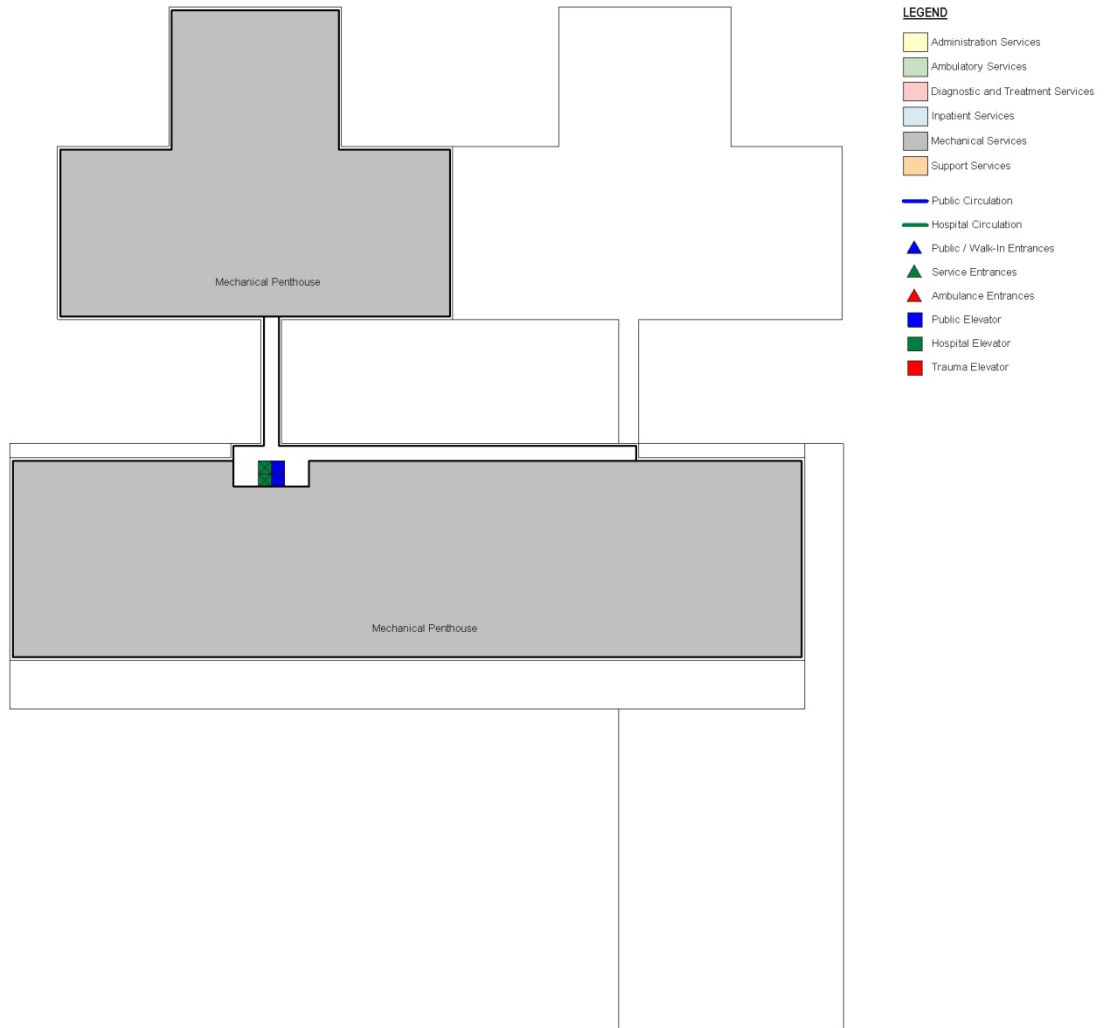 LEGEND
Administration Services
Ambulatory Services
Diagnostic and Treatment Services
Inpatient Services
Mechanical Services
Support Services
Public Circulation
Hospital Circulation
Public / Walk-In Entrances
Service Entrances
Ambulance Entrances
Public Elevator
Hospital Elevator
Trauma Elevator
Mechanical Penthouse
Mechanical Penthouse